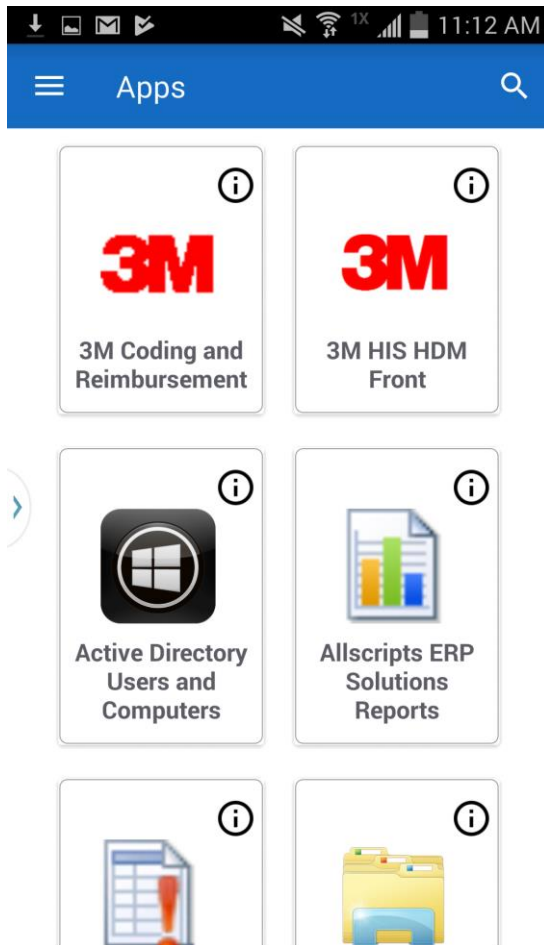 1X 11:12 AM
Apps
3M 3M
3M Coding and
Reimbursement
3M HIS HDM
Front
Active Directory
Users and
Computers
Allscripts ERP
Solutions
Reports